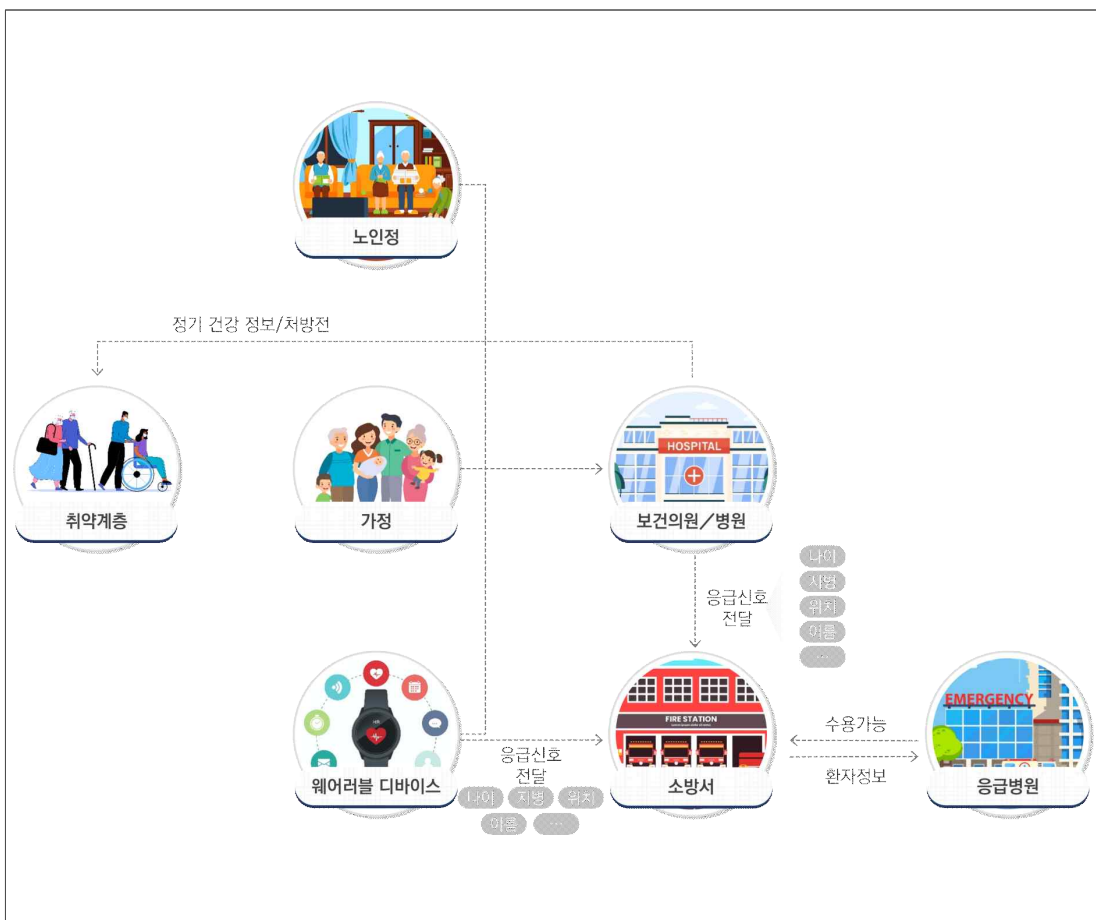 노인정
정기 건강 정보/처방전
HOSPITAL
취약계층
가정
보건의원/병원
나이
지병
위치
이름
...
응급신호
전달
FIRE STATION
EMERGENCY
수용가능
환자정보
웨어러블 디바이스
응급신호
전달
나이 지병 위치
이름 ...
소방서
응급병원